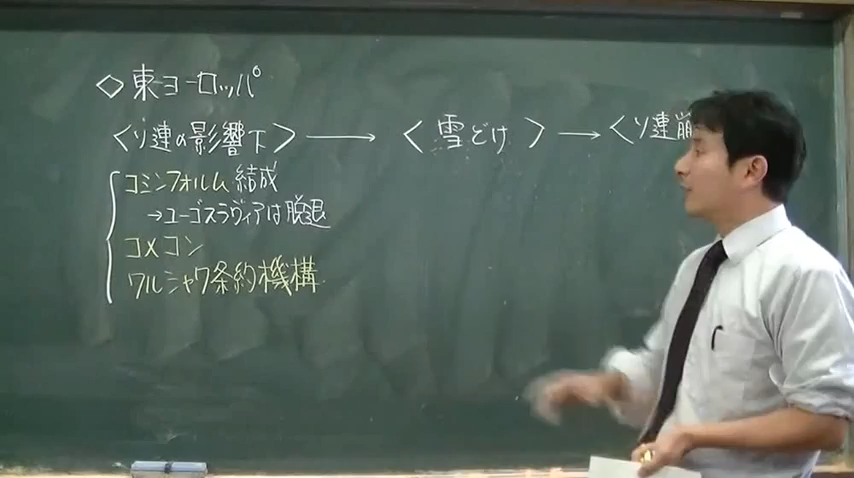 ◇東ヨーロッパ
〈ソ連の影響下〉→〈雪どけ〉→〈ソ連崩
コミンフォルム結成
→ユーゴスラヴィアは脱退
コメコン
ワルシャワ条約機構